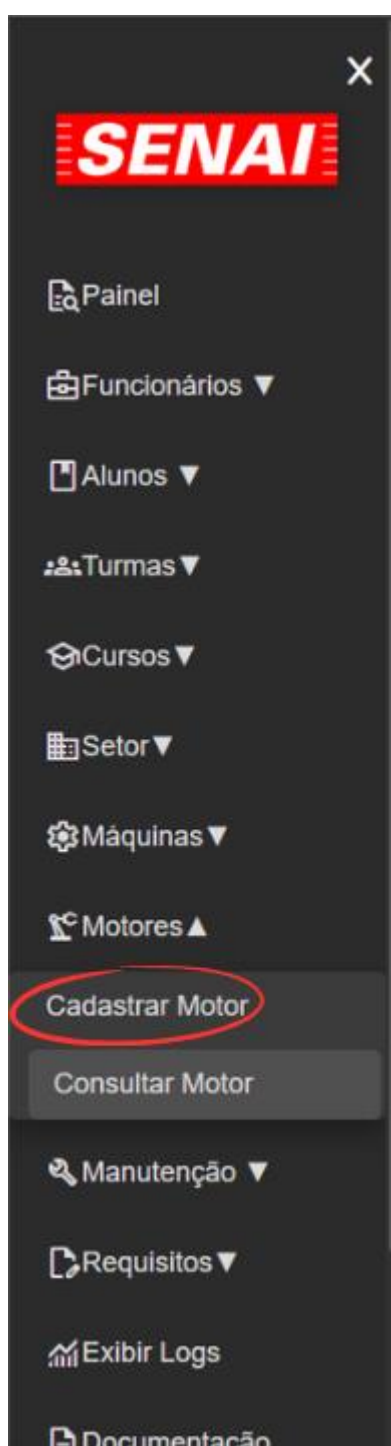 X
SENAI
Painel
Funcionários ▼
Alunos ▼
Turmas ▼
Cursos ▼
Setor ▼
Máquinas ▼
Motores ▲
Cadastrar Motor
Consultar Motor
Manutenção ▼
Requisitos ▼
Exibir Logs
Documentação